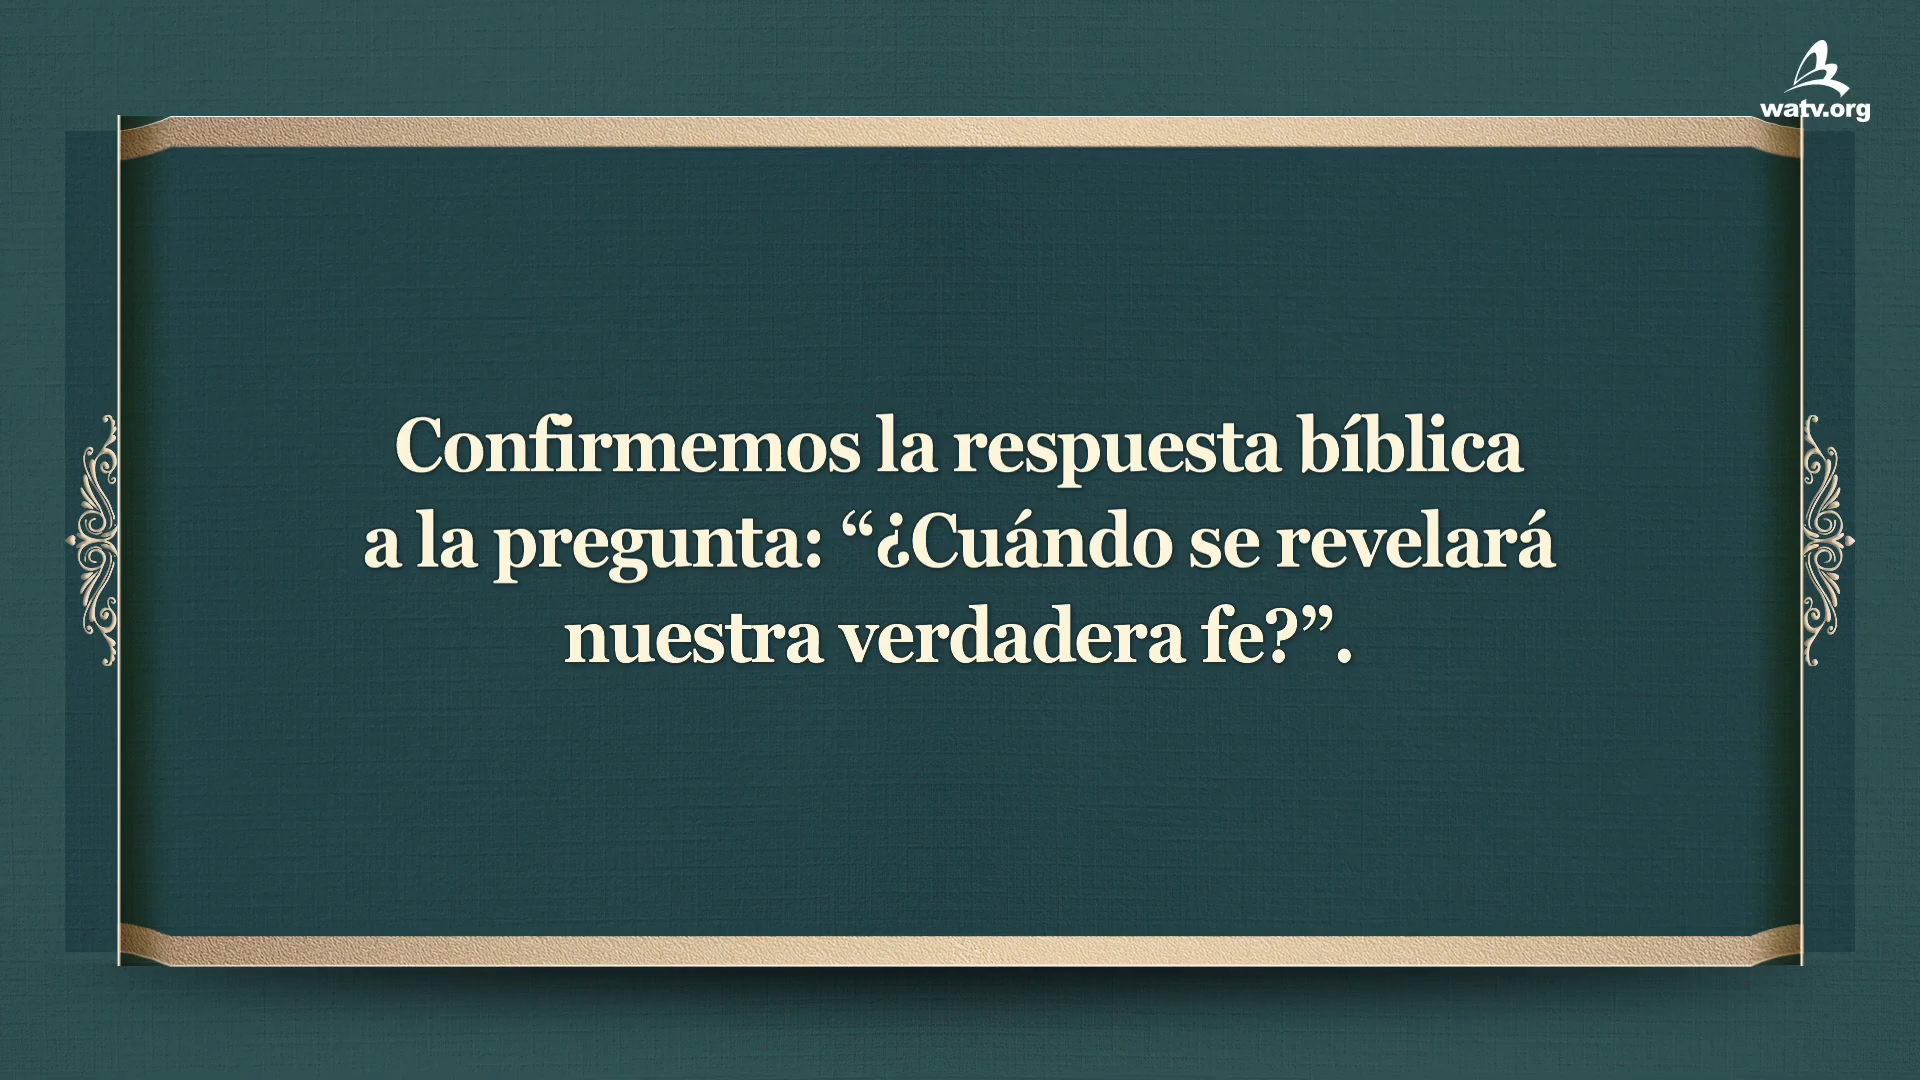 watv.org
Confirmemos la respuesta bíblica
a la pregunta: “¿Cuándo se revelará
nuestra verdadera fe?”.